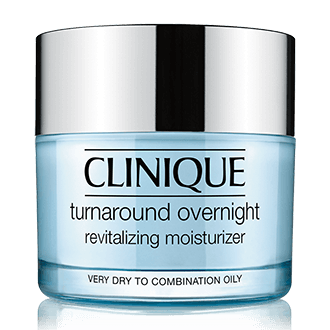 CLINIQUE
turnaround overnight
revitalizing moisturizer
VERY DRY TO COMBINATION OILY